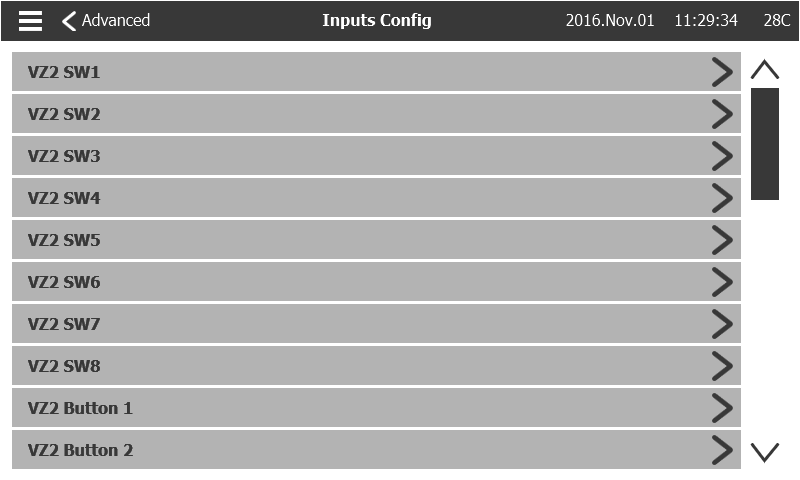 Advanced Inputs Config 2016.Nov.01 11:29:34 28C
VZ2 SW1
VZ2 SW2
VZ2 SW3
VZ2 SW4
VZ2 SW5
VZ2 SW6
VZ2 SW7
VZ2 SW8
VZ2 Button 1
VZ2 Button 2